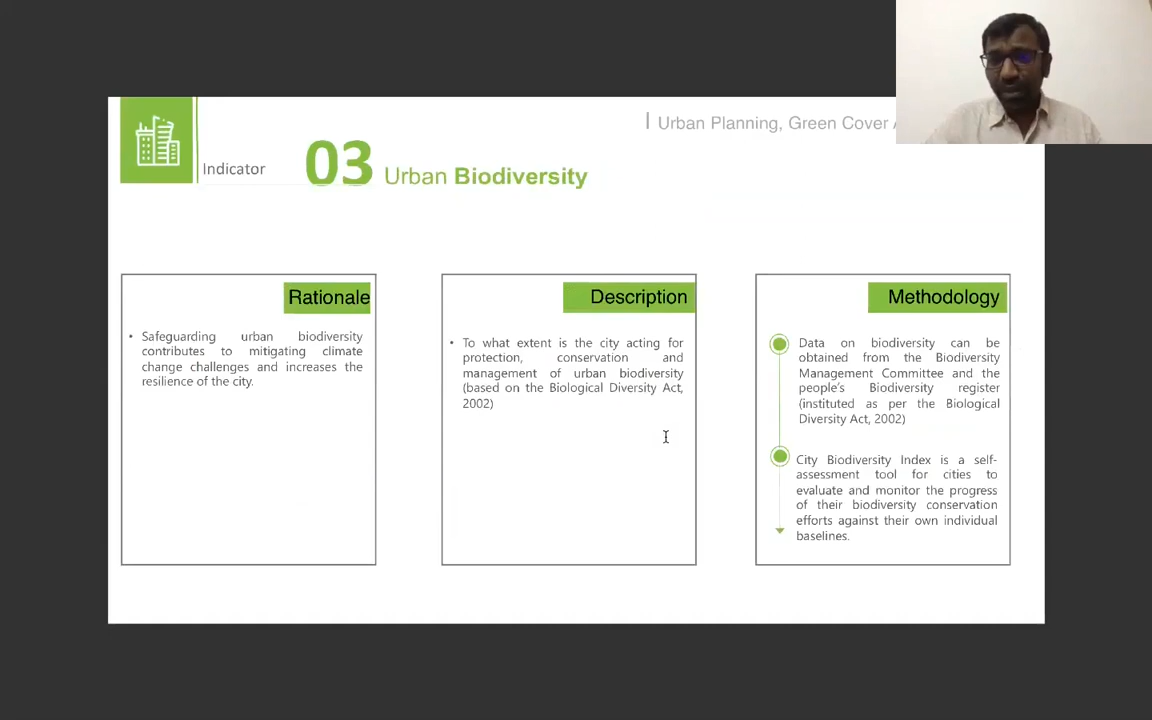 Urban Planning, Green Cover
Indicator
03 Urban Biodiversity
Rationale
• Safeguarding urban biodiversity
contributes to mitigating climate
change challenges and increases the
resilience of the city.
Description
• To what extent is the city acting for
protection, conservation and
management of urban biodiversity
(based on the Biological Diversity Act,
2002)
Methodology
Data on biodiversity can be
obtained from the Biodiversity
Management Committee and the
people's Biodiversity register
(instituted as per the Biological
Diversity Act, 2002)
City Biodiversity Index is a self-
assessment tool for cities to
evaluate and monitor the progress
of their biodiversity conservation
efforts against their own individual
baselines.